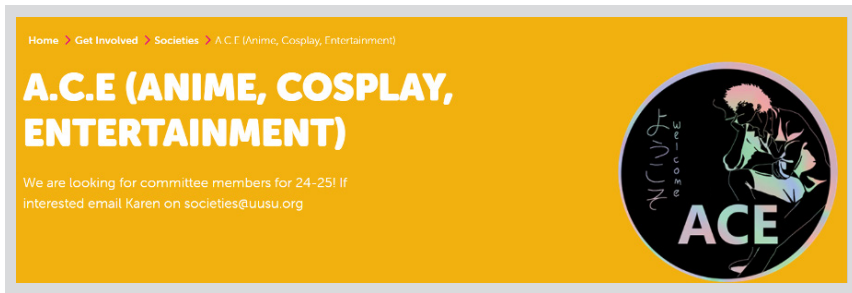 Home > Get Involved > Societies > A.C.E (Anime, Cosplay, Entertainment)
A.C.E (ANIME, COSPLAY,
ENTERTAINMENT)
We are looking for committee members for 24-25! If
interested email Karen on societies@uusu.org
ようこそ
welcome
ACE